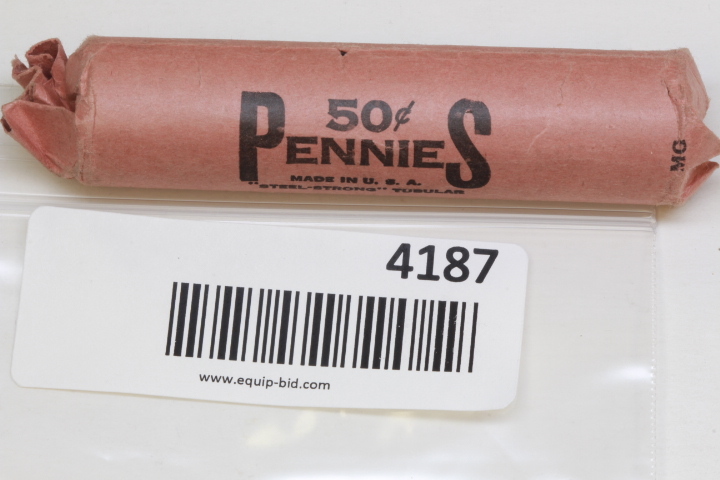 50¢
PENNIES
MADE IN U. S. A.
"STEEL-STRONG" TUBULAR
MG
4187
www.equip-bid.com